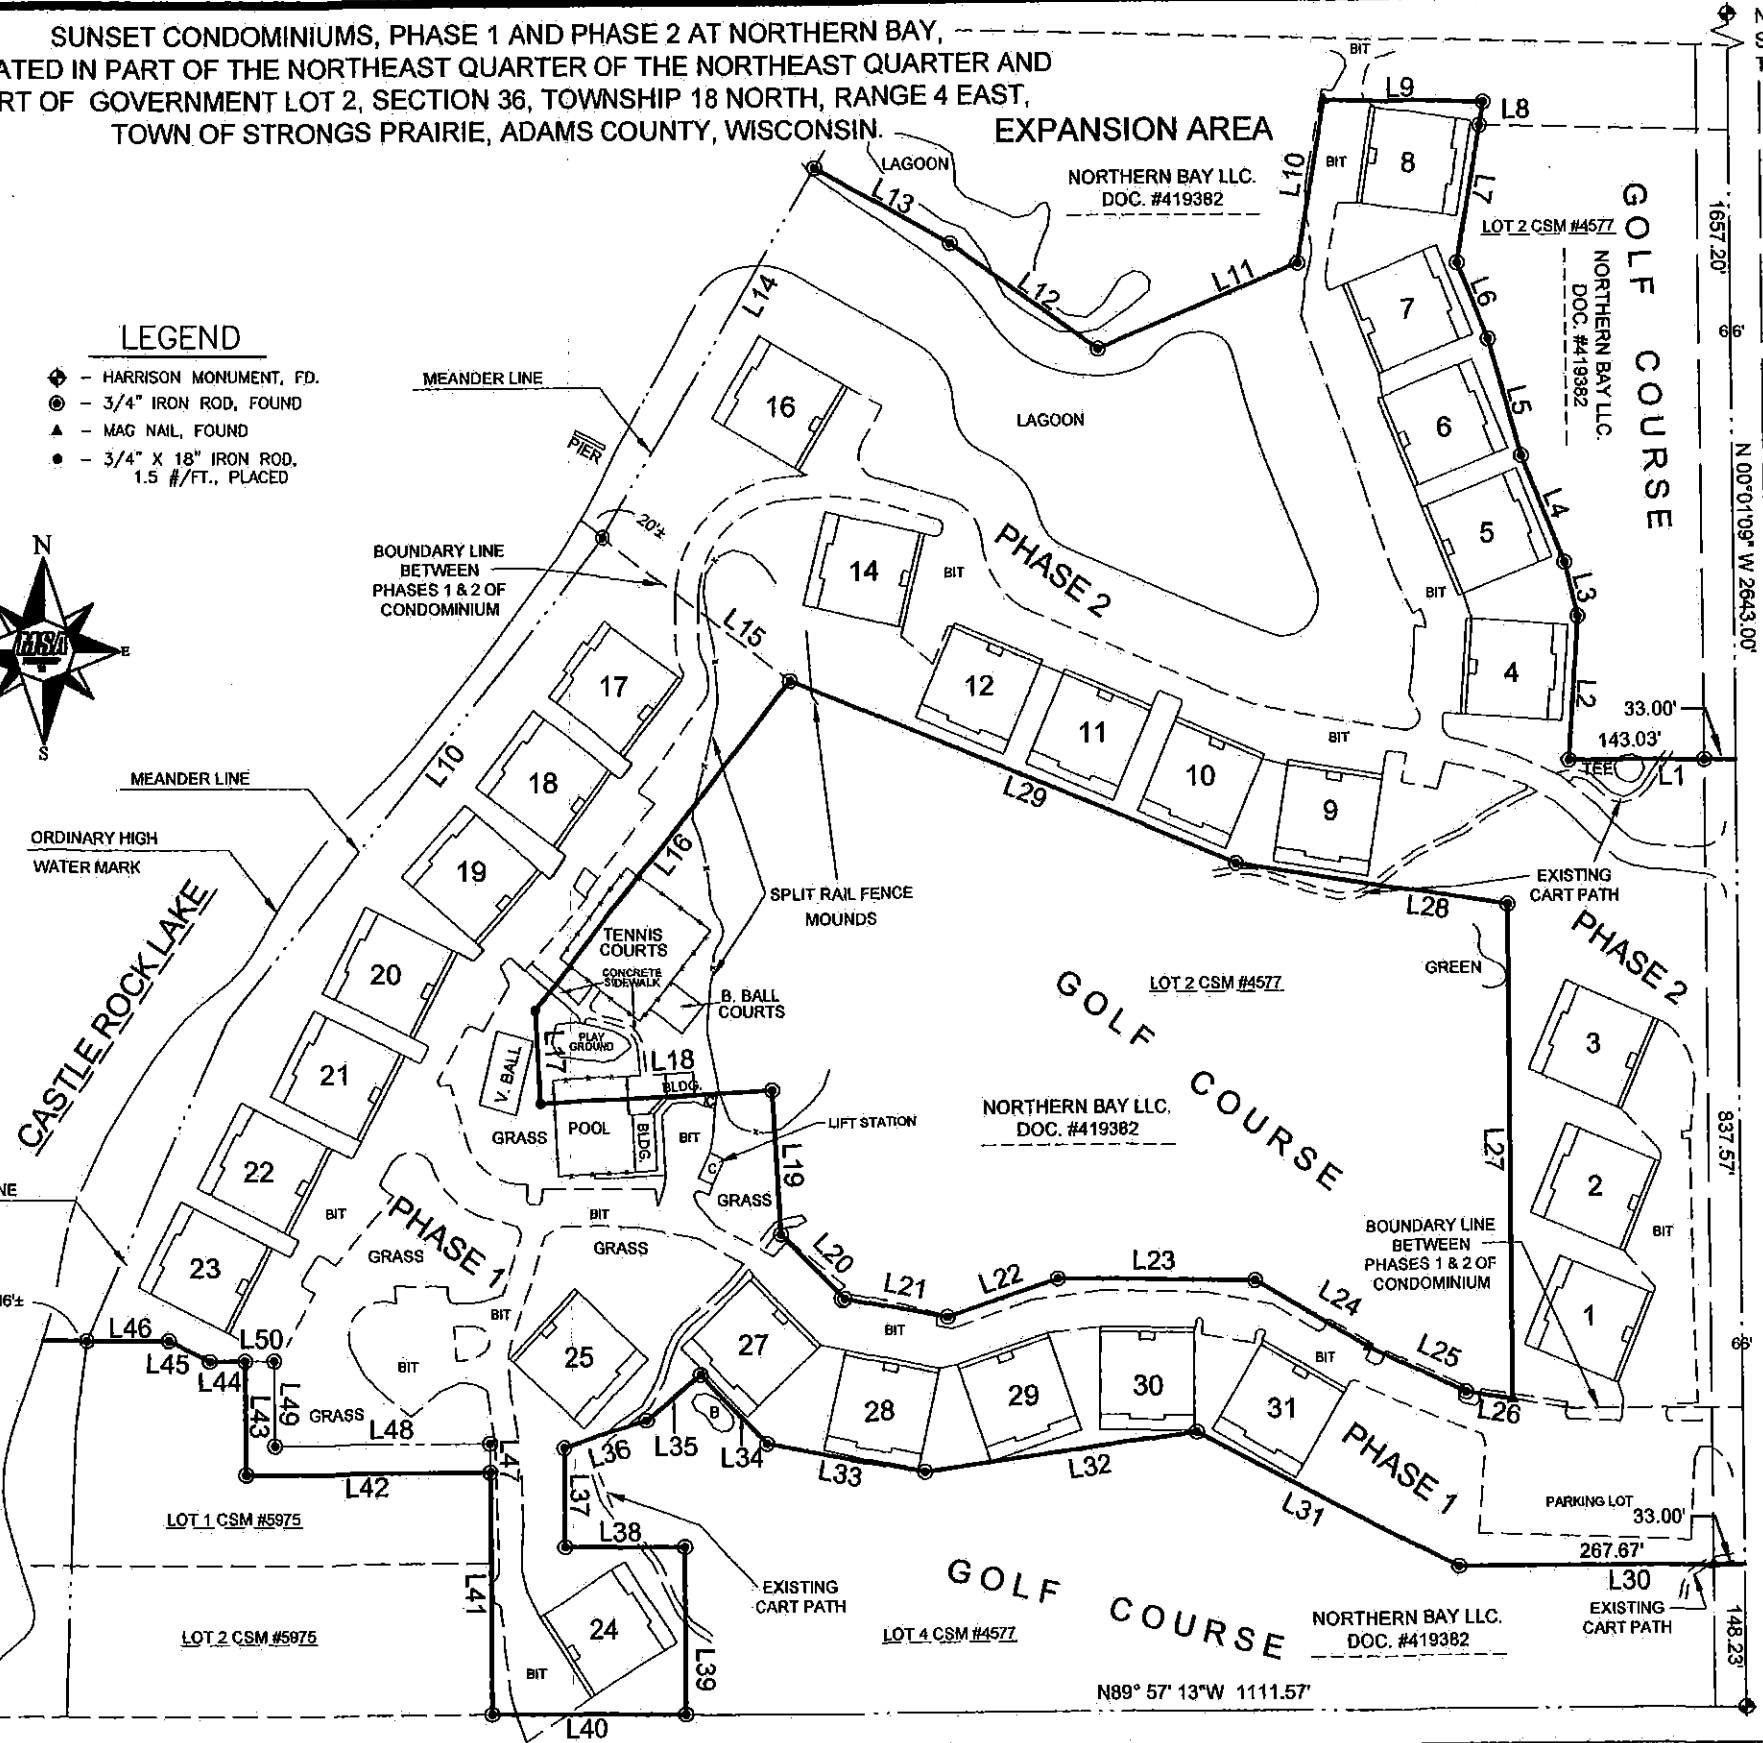 SUNSET CONDOMINIUMS, PHASE 1 AND PHASE 2 AT NORTHERN BAY,
ATED IN PART OF THE NORTHEAST QUARTER OF THE NORTHEAST QUARTER AND
RT OF GOVERNMENT LOT 2, SECTION 36, TOWNSHIP 18 NORTH, RANGE 4 EAST,
TOWN OF STRONGS PRAIRIE, ADAMS COUNTY, WISCONSIN.
EXPANSION AREA
NORTHERN BAY LLC.
DOC. #419382
LAGOON
BIT
L9
L8
L10
BIT
8
L7
LOT 2 CSM #4577
GOLF COURSE
NORTHERN BAY LLC.
DOC. #419382
1657.20'
66'
N 00°01'09" W 2643.00'
L13
L12
L11
L14
L6
7
LEGEND
- HARRISON MONUMENT, FD.
- 3/4" IRON ROD, FOUND
- MAG NAIL, FOUND
- 3/4" X 18" IRON ROD,
1.5 #/FT., PLACED
MEANDER LINE
PIER
16
LAGOON
6
L5
5
L4
N
E
S
MSA
20'±
BOUNDARY LINE
BETWEEN
PHASES 1 & 2 OF
CONDOMINIUM
L15
14
BIT
PHASE 2
BIT
L3
4
L2
33.00'
143.03'
TEE
L1
17
12
11
10
BIT
9
L29
18
L10
MEANDER LINE
ORDINARY HIGH
WATER MARK
19
L16
SPLIT RAIL FENCE
MOUNDS
EXISTING
CART PATH
L28
CASTLE ROCK LAKE
20
TENNIS
COURTS
CONCRETE
SIDEWALK
B. BALL
COURTS
GREEN
PHASE 2
LOT 2 CSM #4577
GOLF COURSE
21
V. BALL
L17
PLAY
GROUND
L18
BLDG.
3
NORTHERN BAY LLC.
DOC. #419382
LIFT STATION
GRASS
POOL
BLDG.
BIT
C
L19
L27
837.57'
22
NE
PHASE 1
BIT
GRASS
BIT
GRASS
GRASS
2
BIT
BOUNDARY LINE
BETWEEN
PHASES 1 & 2 OF
CONDOMINIUM
23
L20
L21
L22
L23
L24
L25
L26
1
66'
16'±
L46
L45
L44
L50
L43
L49
GRASS
L48
BIT
BIT
25
27
BIT
28
29
30
BIT
31
B
L36
L35
L34
L33
L32
L31
PHASE 1
PARKING LOT
33.00'
267.67'
L30
EXISTING
CART PATH
148.23'
L42
L47
L37
L38
LOT 1 CSM #5975
L41
LOT 2 CSM #5975
24
BIT
L39
L40
EXISTING
CART PATH
GOLF COURSE
LOT 4 CSM #4577
NORTHERN BAY LLC.
DOC. #419382
N89° 57' 13"W 1111.57'